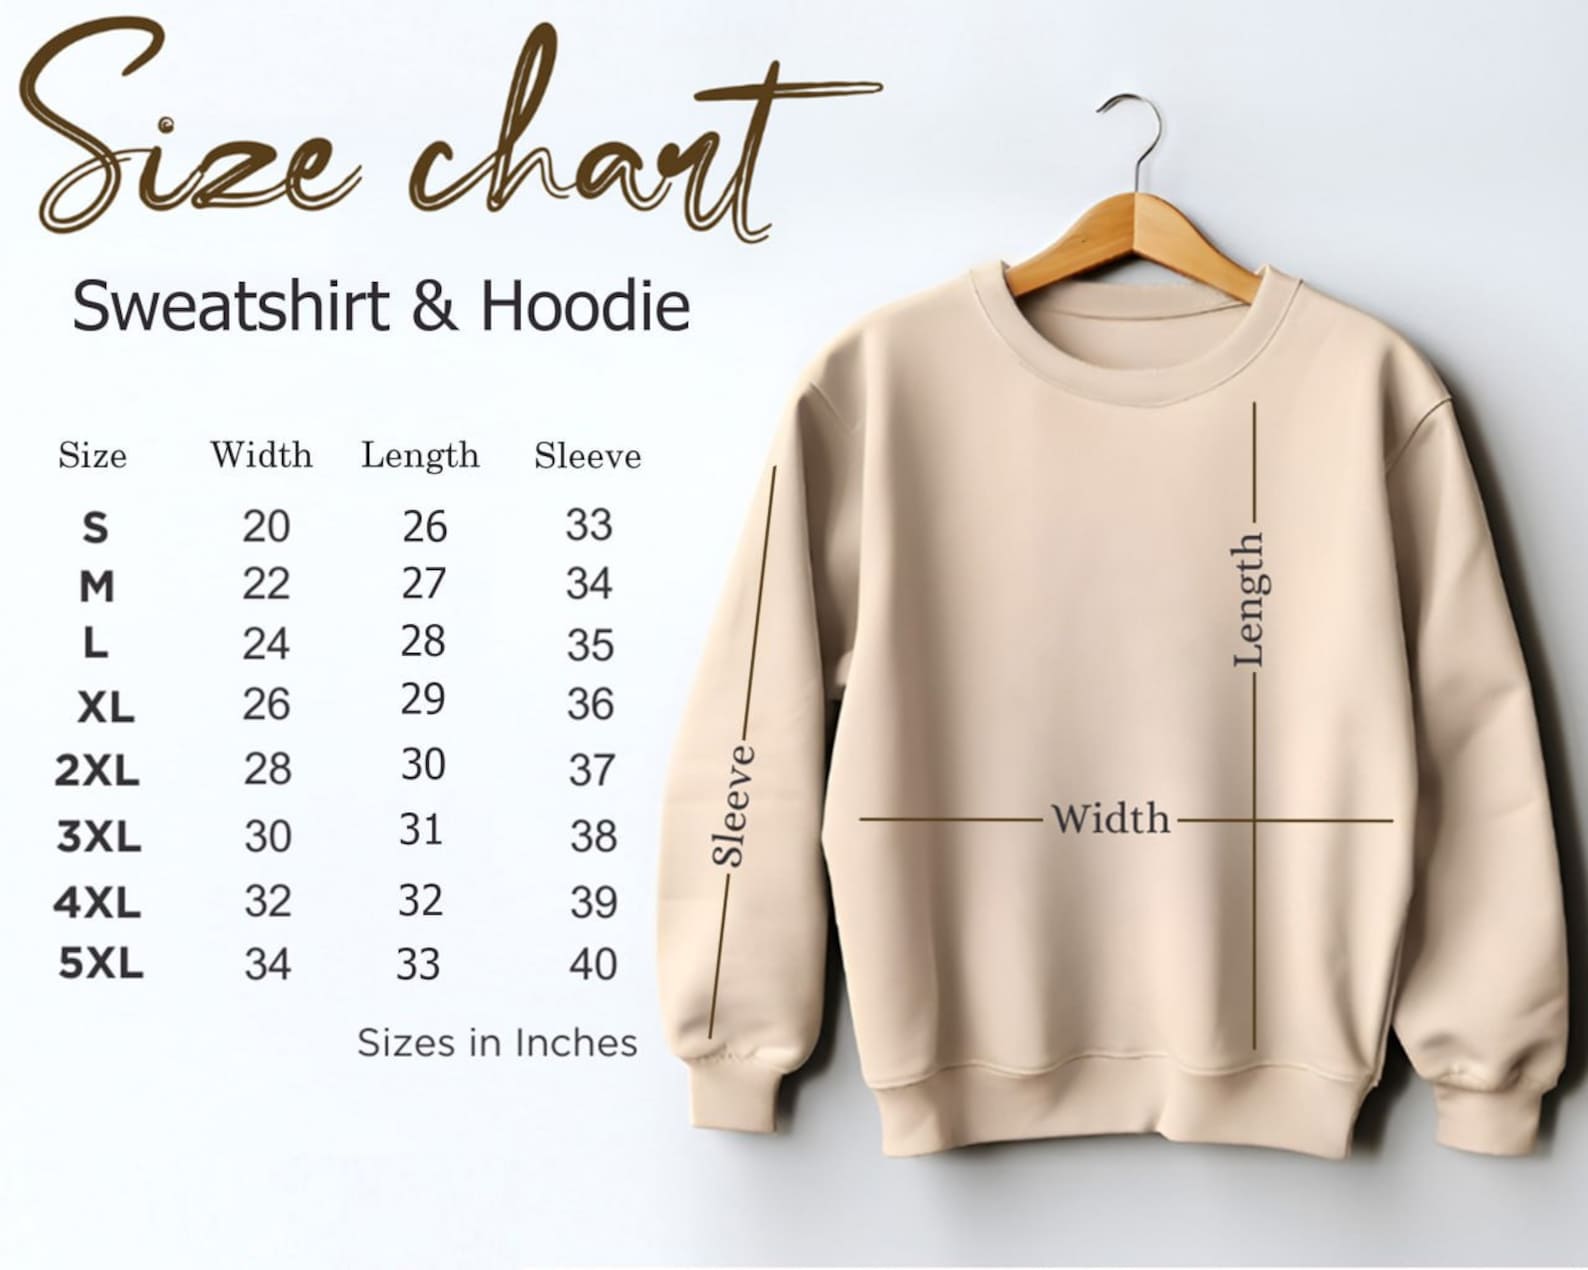 Size chart
Sweatshirt & Hoodie
Size Width Length Sleeve
S 20 26 33
M 22 27 34
L 24 28 35
XL 26 29 36
2XL 28 30 37
3XL 30 31 38
4XL 32 32 39
5XL 34 33 40
Sizes in Inches
Sleeve
Width
Length